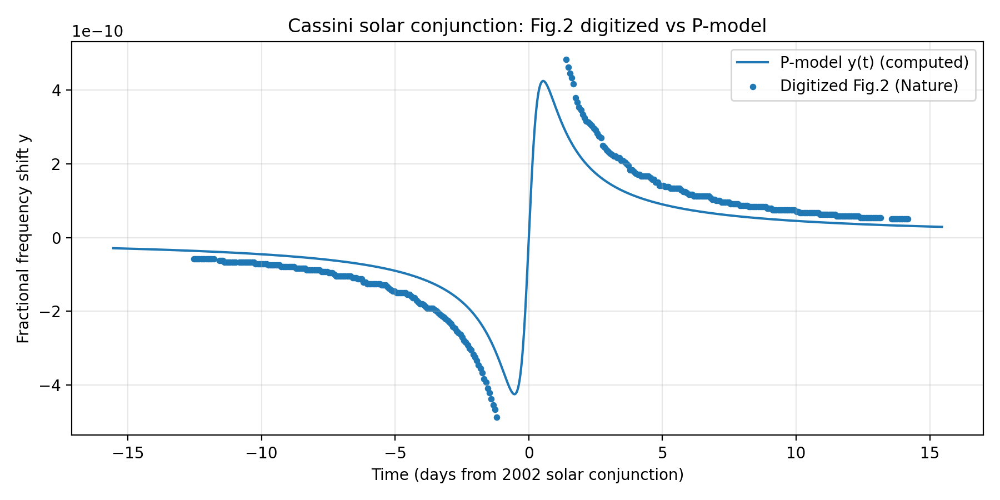 Cassini solar conjunction: Fig.2 digitized vs P-model
1e−10
P-model y(t) (computed)
Digitized Fig.2 (Nature)
Fractional frequency shift y
4
2
0
−2
−4
−15
−10
−5
0
5
10
15
Time (days from 2002 solar conjunction)